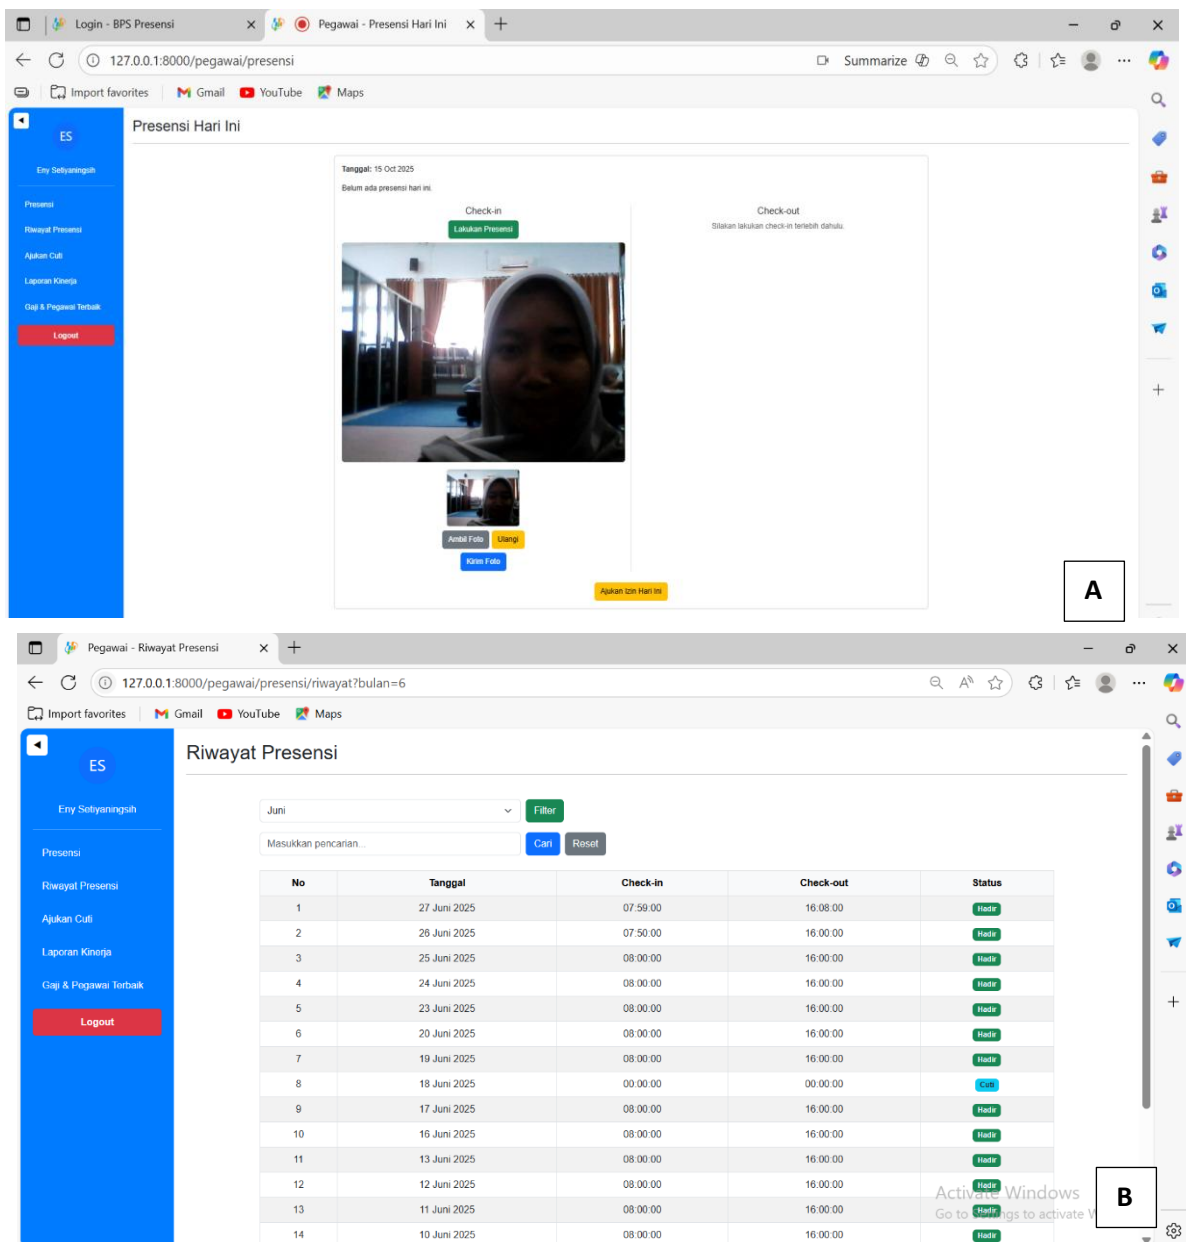 Login - BPS Presensi
Pegawai - Presensi Hari Ini
127.0.0.1:8000/pegawai/presensi
Summarize
Import favorites
Gmail
YouTube
Maps
ES
Eny Setiyaningsih
Presensi
Riwayat Presensi
Ajukan Cuti
Laporan Kinerja
Gaji & Pegawai Terbaik
Logout
Presensi Hari Ini
Tanggal: 15 Oct 2025
Belum ada presensi hari ini.
Check-in
Lakukan Presensi
Check-out
Silakan lakukan check-in terlebih dahulu.
Ambil Foto
Ulangi
Kirim Foto
Ajukan Izin Hari Ini
A
Pegawai - Riwayat Presensi
127.0.0.1:8000/pegawai/presensi/riwayat?bulan=6
Import favorites
Gmail
YouTube
Maps
ES
Eny Setiyaningsih
Presensi
Riwayat Presensi
Ajukan Cuti
Laporan Kinerja
Gaji & Pegawai Terbaik
Logout
Riwayat Presensi
Juni
Filter
Masukkan pencarian...
Cari
Reset
No Tanggal Check-in Check-out Status
1 27 Juni 2025 07:59:00 16:08:00 Hadir
2 26 Juni 2025 07:50:00 16:00:00 Hadir
3 25 Juni 2025 08:00:00 16:00:00 Hadir
4 24 Juni 2025 08:00:00 16:00:00 Hadir
5 23 Juni 2025 08:00:00 16:00:00 Hadir
6 20 Juni 2025 08:00:00 16:00:00 Hadir
7 19 Juni 2025 08:00:00 16:00:00 Hadir
8 18 Juni 2025 00:00:00 00:00:00 Cuti
9 17 Juni 2025 08:00:00 16:00:00 Hadir
10 16 Juni 2025 08:00:00 16:00:00 Hadir
11 13 Juni 2025 08:00:00 16:00:00 Hadir
12 12 Juni 2025 08:00:00 16:00:00 Hadir
13 11 Juni 2025 08:00:00 16:00:00 Hadir
14 10 Juni 2025 08:00:00 16:00:00 Hadir
Activate Windows
Go to Settings to activate
B